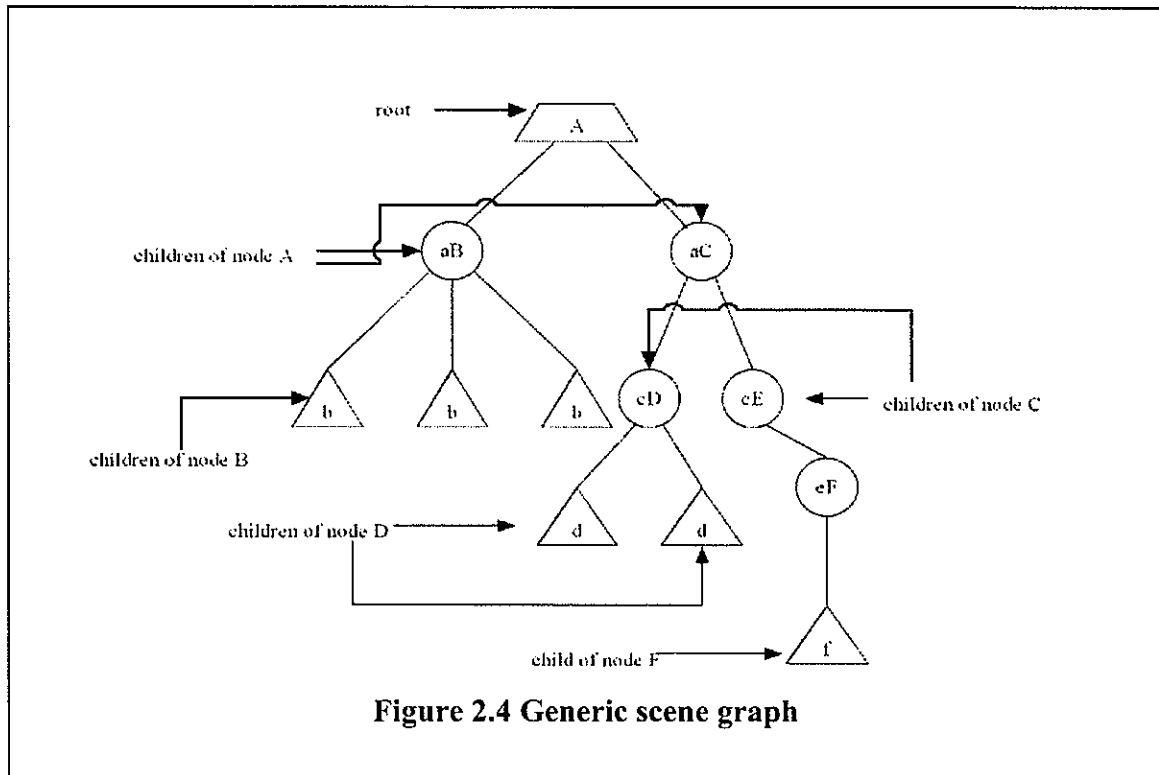 root
A
children of node A
aB
aC
b
b
b
cD
cE
children of node C
children of node B
eF
children of node D
d
d
child of node F
f
Figure 2.4 Generic scene graph